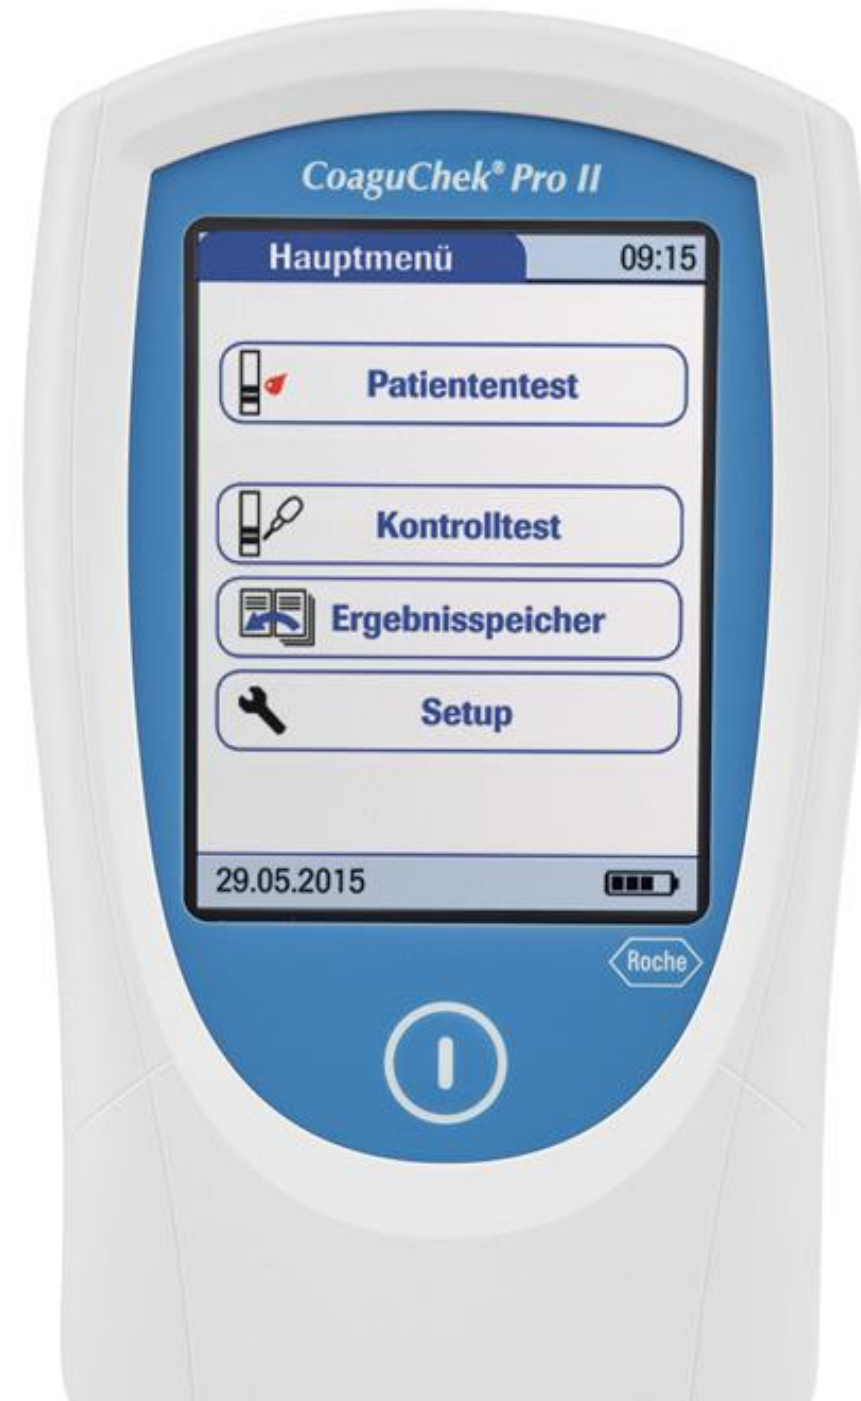 CoaguChek® Pro II
Hauptmenü 09:15
Patiententest
Kontrolltest
Ergebnisspeicher
Setup
29.05.2015
Roche